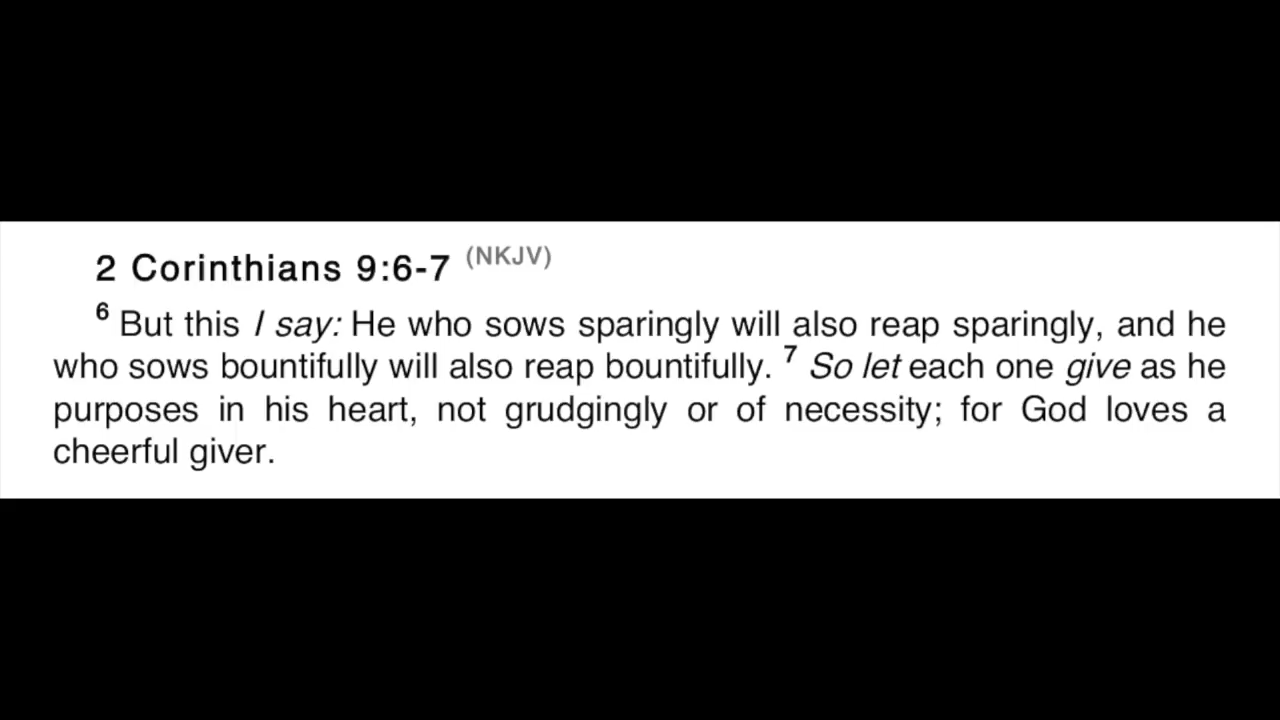 2 Corinthians 9:6-7 (NKJV)
6 But this I say: He who sows sparingly will also reap sparingly, and he
who sows bountifully will also reap bountifully. 7 So let each one give as he
purposes in his heart, not grudgingly or of necessity; for God loves a
cheerful giver.